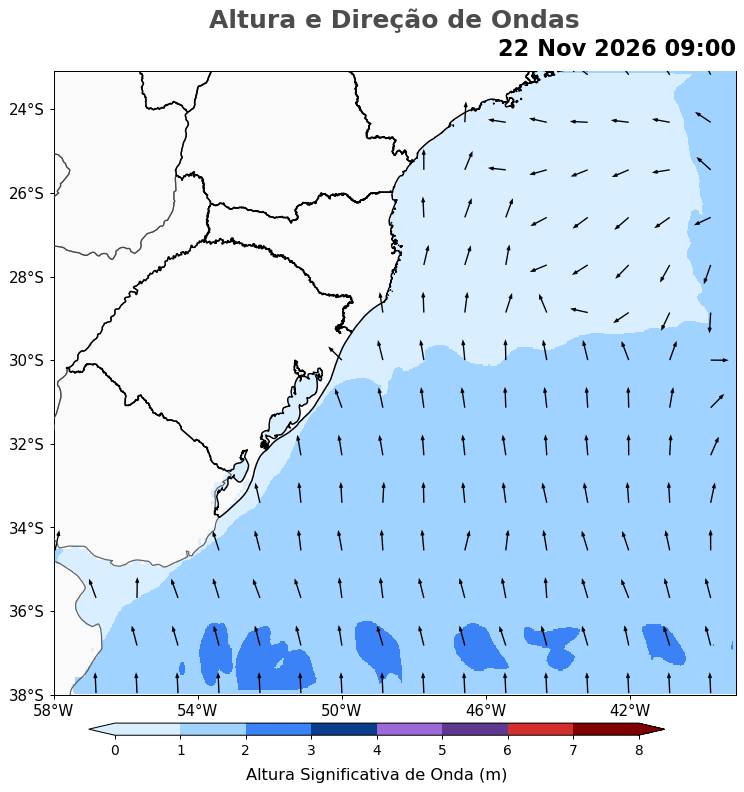 Altura e Direção de Ondas
22 Nov 2026 09:00
24°S
26°S
28°S
30°S
32°S
34°S
36°S
38°S
58°W 54°W 50°W 46°W 42°W
0 1 2 3 4 5 6 7 8
Altura Significativa de Onda (m)